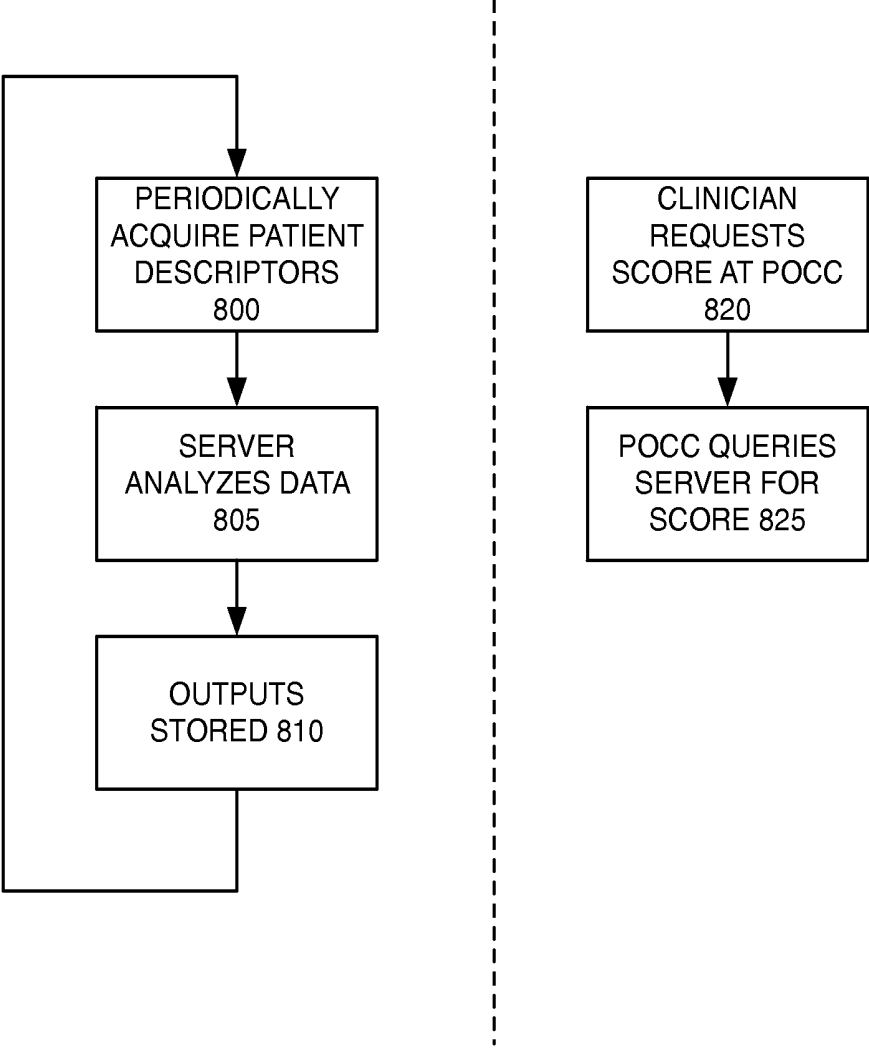 PERIODICALLY
ACQUIRE PATIENT
DESCRIPTORS
800
SERVER
ANALYZES DATA
805
OUTPUTS
STORED 810
CLINICIAN
REQUESTS
SCORE AT POCC
820
POCC QUERIES
SERVER FOR
SCORE 825